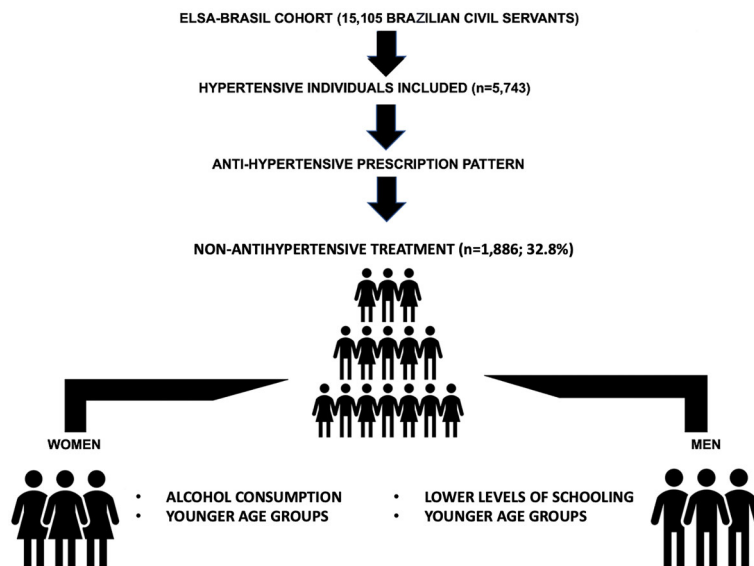 ELSA-BRASIL COHORT (15,105 BRAZILIAN CIVIL SERVANTS)
HYPERTENSIVE INDIVIDUALS INCLUDED (n=5,743)
ANTI-HYPERTENSIVE PRESCRIPTION PATTERN
NON-ANTIHYPERTENSIVE TREATMENT (n=1,886; 32.8%)
WOMEN
• ALCOHOL CONSUMPTION
• YOUNGER AGE GROUPS
MEN
• LOWER LEVELS OF SCHOOLING
• YOUNGER AGE GROUPS